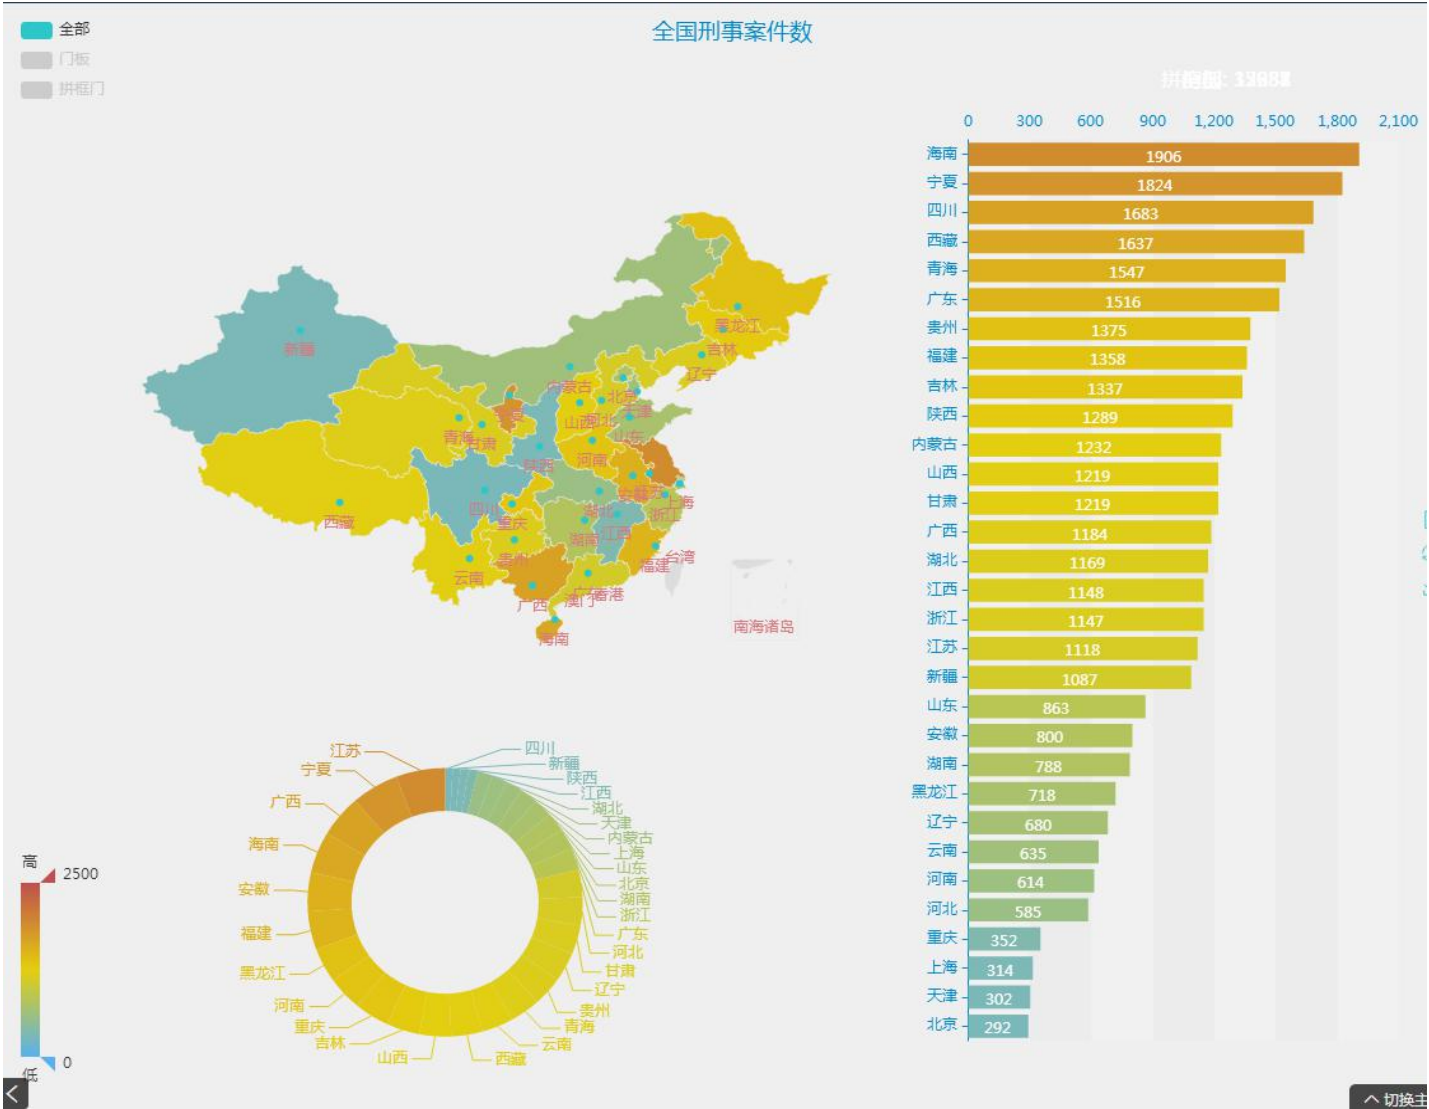 全部
门板
拼框门
全国刑事案件数
0 300 600 900 1,200 1,500 1,800 2,100
海南 1906
宁夏 1824
四川 1683
西藏 1637
青海 1547
广东 1516
贵州 1375
福建 1358
吉林 1337
陕西 1289
内蒙古 1232
山西 1219
甘肃 1219
广西 1184
湖北 1169
江西 1148
浙江 1147
江苏 1118
新疆 1087
山东 863
安徽 800
湖南 788
黑龙江 718
辽宁 680
云南 635
河南 614
河北 585
重庆 352
上海 314
天津 302
北京 292
黑龙江
吉林
辽宁
新疆
内蒙古
北京
天津
宁夏
山西
河北
山东
青海
甘肃
陕西
河南
西藏
四川
重庆
湖北
安徽
上海
浙江
湖南
江西
贵州
云南
福建
台湾
广西
澳门
香港
海南
南海诸岛
江苏
宁夏
广西
海南
安徽
福建
黑龙江
河南
重庆
吉林
山西
四川
新疆
陕西
江西
湖北
天津
内蒙古
上海
山东
北京
湖南
浙江
广东
河北
甘肃
辽宁
贵州
青海
云南
西藏
高
2500
0
低
切换主